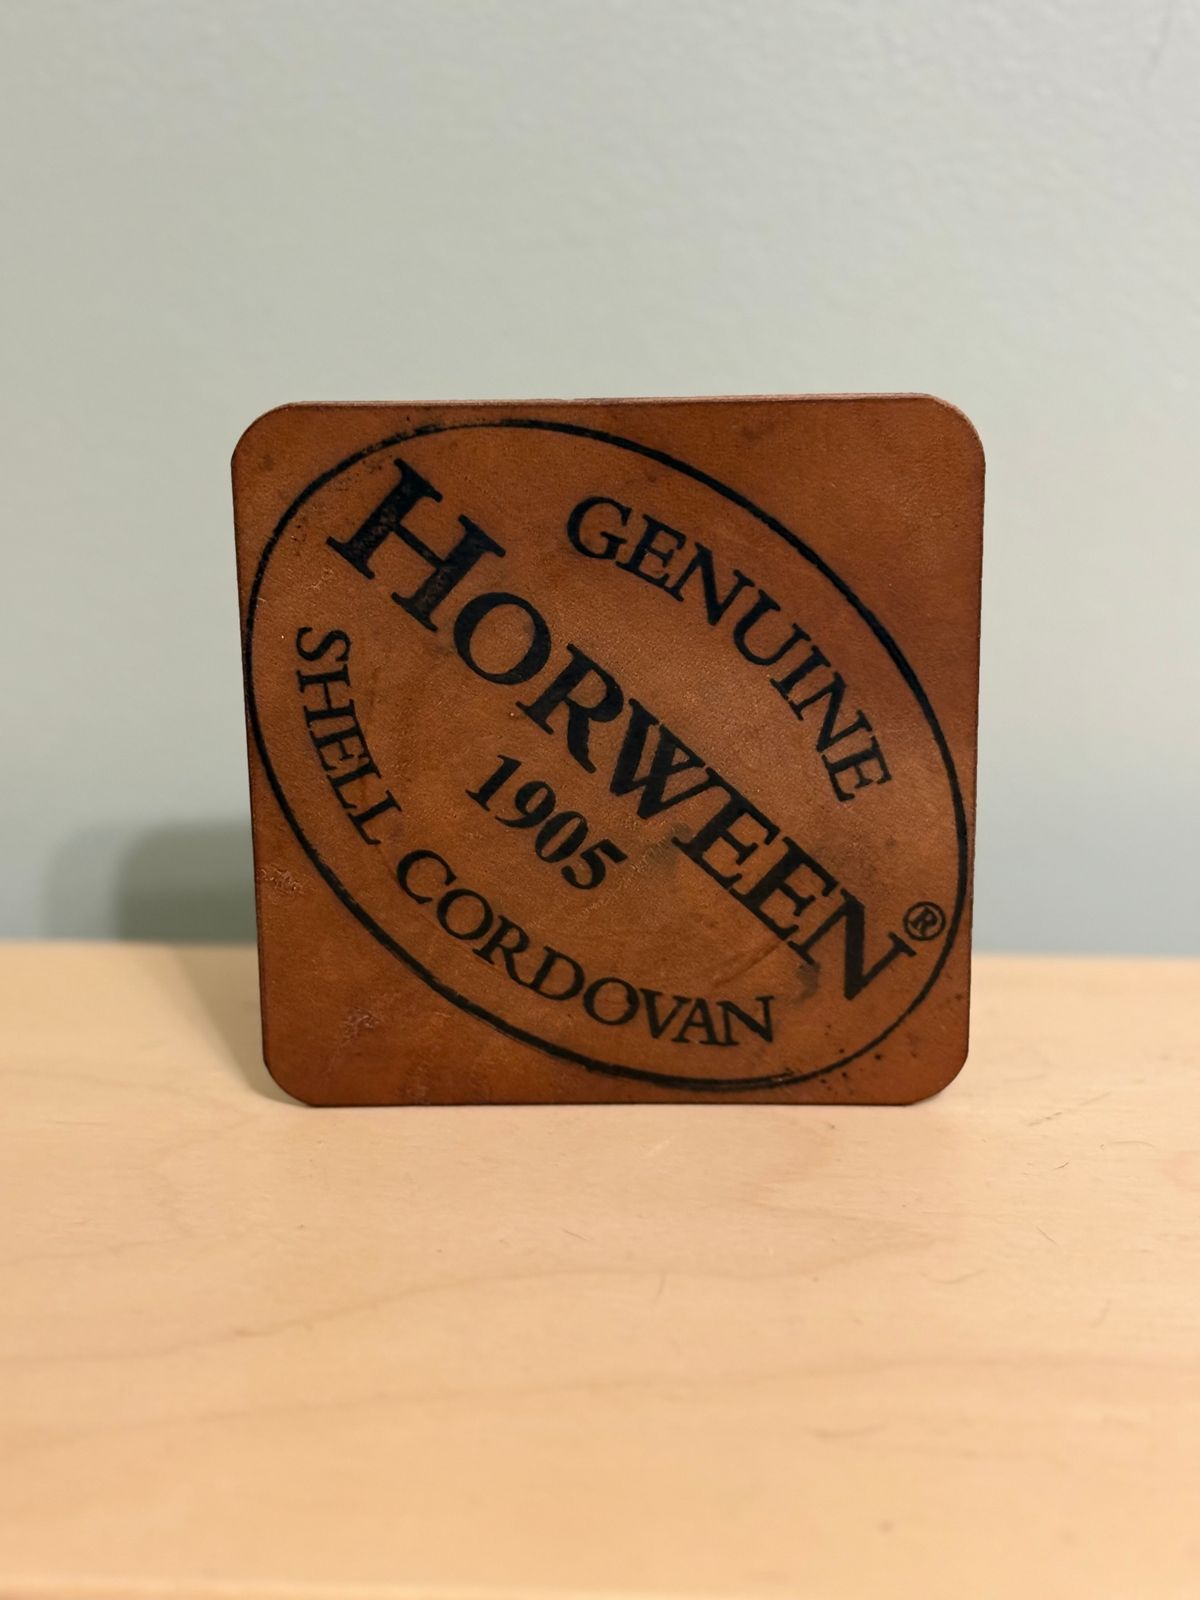 GENUINE
HORWEEN®
1905
SHELL CORDOVAN